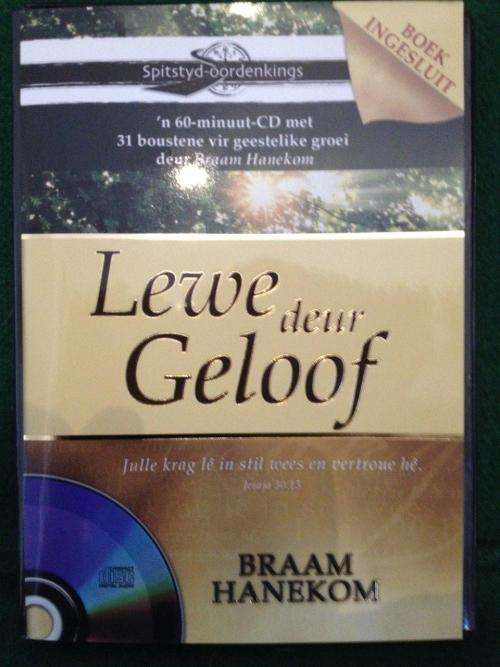 BOEK
INGESLUIT
Spitstyd-oordenkings
'n 60-minuut-CD met
31 boustene vir geestelike groei
deur Braam Hanekom
Lewe
deur
Geloof
Julle krag lê in stil wees en vertroue hê.
Jesaja 30:15
BRAAM
HANEKOM